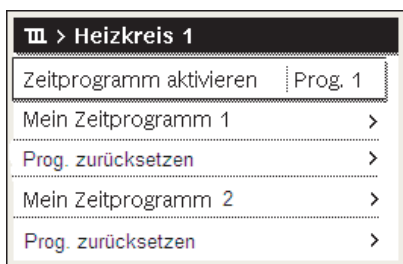 > Heizkreis 1
Zeitprogramm aktivieren Prog. 1
Mein Zeitprogramm 1 >
Prog. zurücksetzen >
Mein Zeitprogramm 2 >
Prog. zurücksetzen >